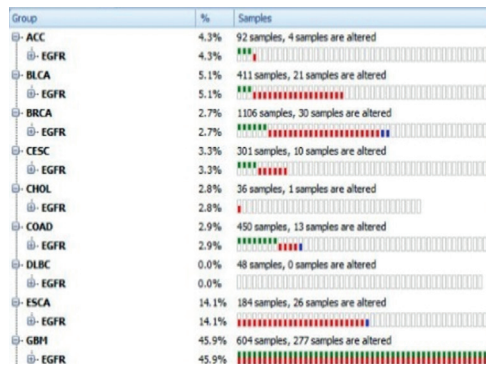 Group % Samples
ACC 4.3% 92 samples, 4 samples are altered
EGFR 4.3%
BLCA 5.1% 411 samples, 21 samples are altered
EGFR 5.1%
BRCA 2.7% 1106 samples, 30 samples are altered
EGFR 2.7%
CESC 3.3% 301 samples, 10 samples are altered
EGFR 3.3%
CHOL 2.8% 36 samples, 1 samples are altered
EGFR 2.8%
COAD 2.9% 450 samples, 13 samples are altered
EGFR 2.9%
DLBC 0.0% 48 samples, 0 samples are altered
EGFR 0.0%
ESCA 14.1% 184 samples, 26 samples are altered
EGFR 14.1%
GBM 45.9% 604 samples, 277 samples are altered
EGFR 45.9%